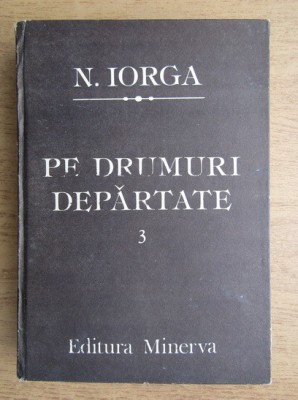 N. IORGA
PE DRUMURI
DEPĂRTATE
3
Editura Minerva